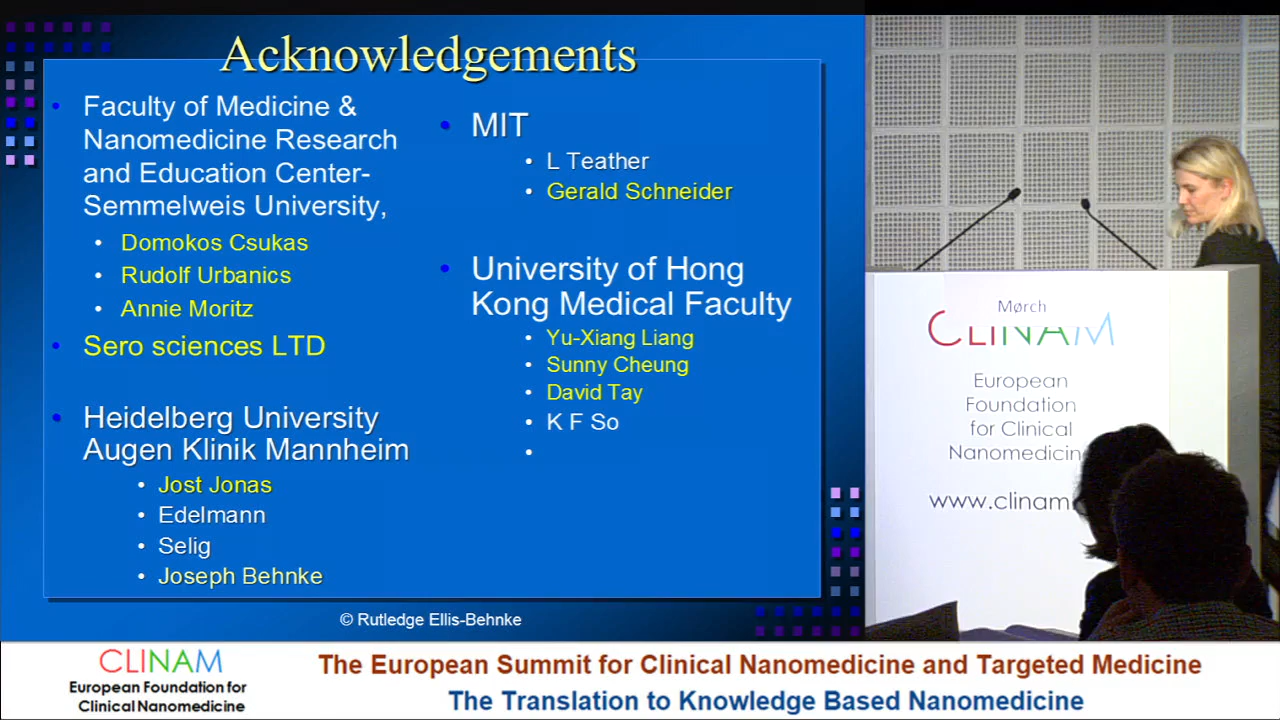 Acknowledgements
Faculty of Medicine &
Nanomedicine Research
and Education Center-
Semmelweis University,
Domokos Csukas
Rudolf Urbanics
Annie Moritz
Sero sciences LTD
Heidelberg University
Augen Klinik Mannheim
Jost Jonas
Edelmann
Selig
Joseph Behnke
MIT
L Teather
Gerald Schneider
University of Hong
Kong Medical Faculty
Yu-Xiang Liang
Sunny Cheung
David Tay
K F So
© Rutledge Ellis-Behnke
Mørch
CLINAM
European
Foundation
for Clinical
Nanomedicin
www.clinam.
CLINAM
European Foundation for
Clinical Nanomedicine
The European Summit for Clinical Nanomedicine and Targeted Medicine
The Translation to Knowledge Based Nanomedicine